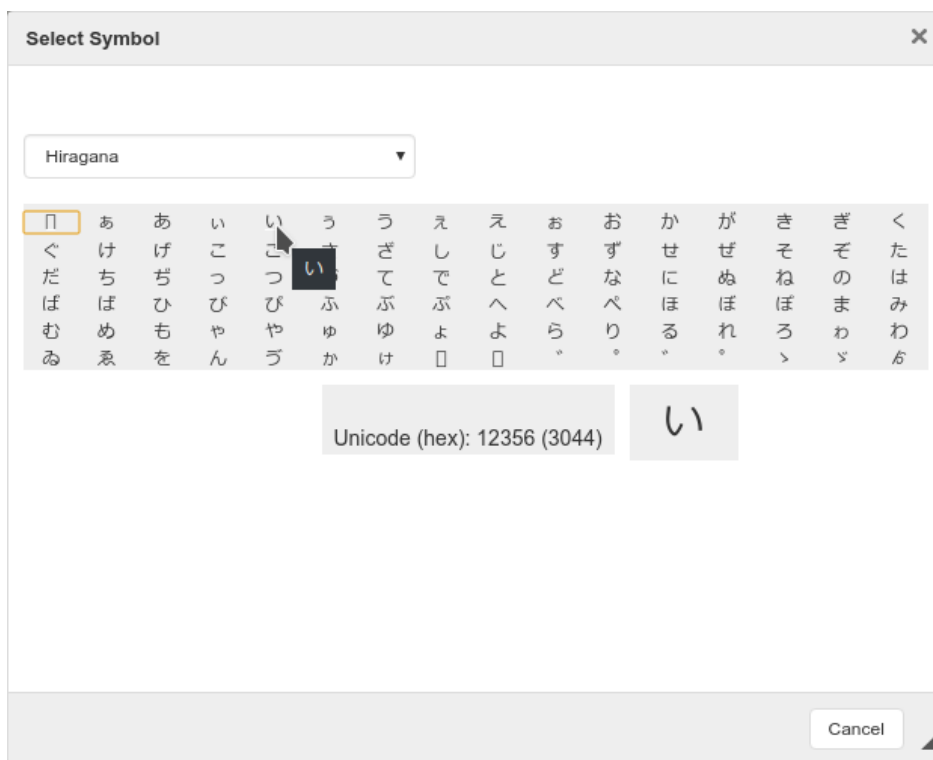 Select Symbol ×
Hiragana ▼
ぁ あ ぃ い ぅ う ぇ え ぉ お か が き ぎ く
ぐ け げ こ ざ し じ す ず せ ぜ そ ぞ た
だ ち ぢ っ つ て で と ど な に ぬ ね の は
い
ば ぱ ひ び ぴ ふ ぶ ぷ へ べ ぺ ほ ぼ ぽ ま み
む め も ゃ や ゅ ゆ ょ よ ら り る れ ろ ゎ わ
ゐ ゑ を ん ゔ ゕ ゖ ゙ ゚ ゛ ゜ ゝ ゞ ゟ
Unicode (hex): 12356 (3044)
い
Cancel